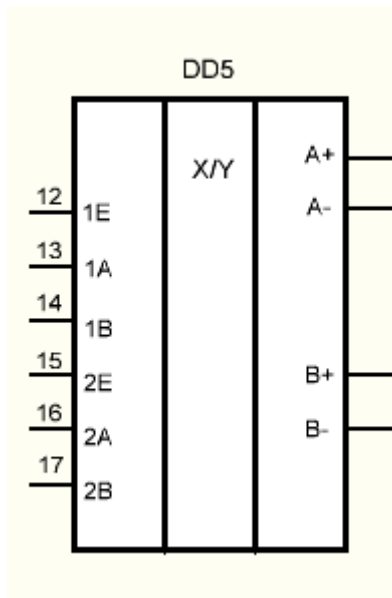 DD5
X/Y
A+
A-
12 1E
13 1A
14 1B
15 2E B+
16 2A B-
17 2B